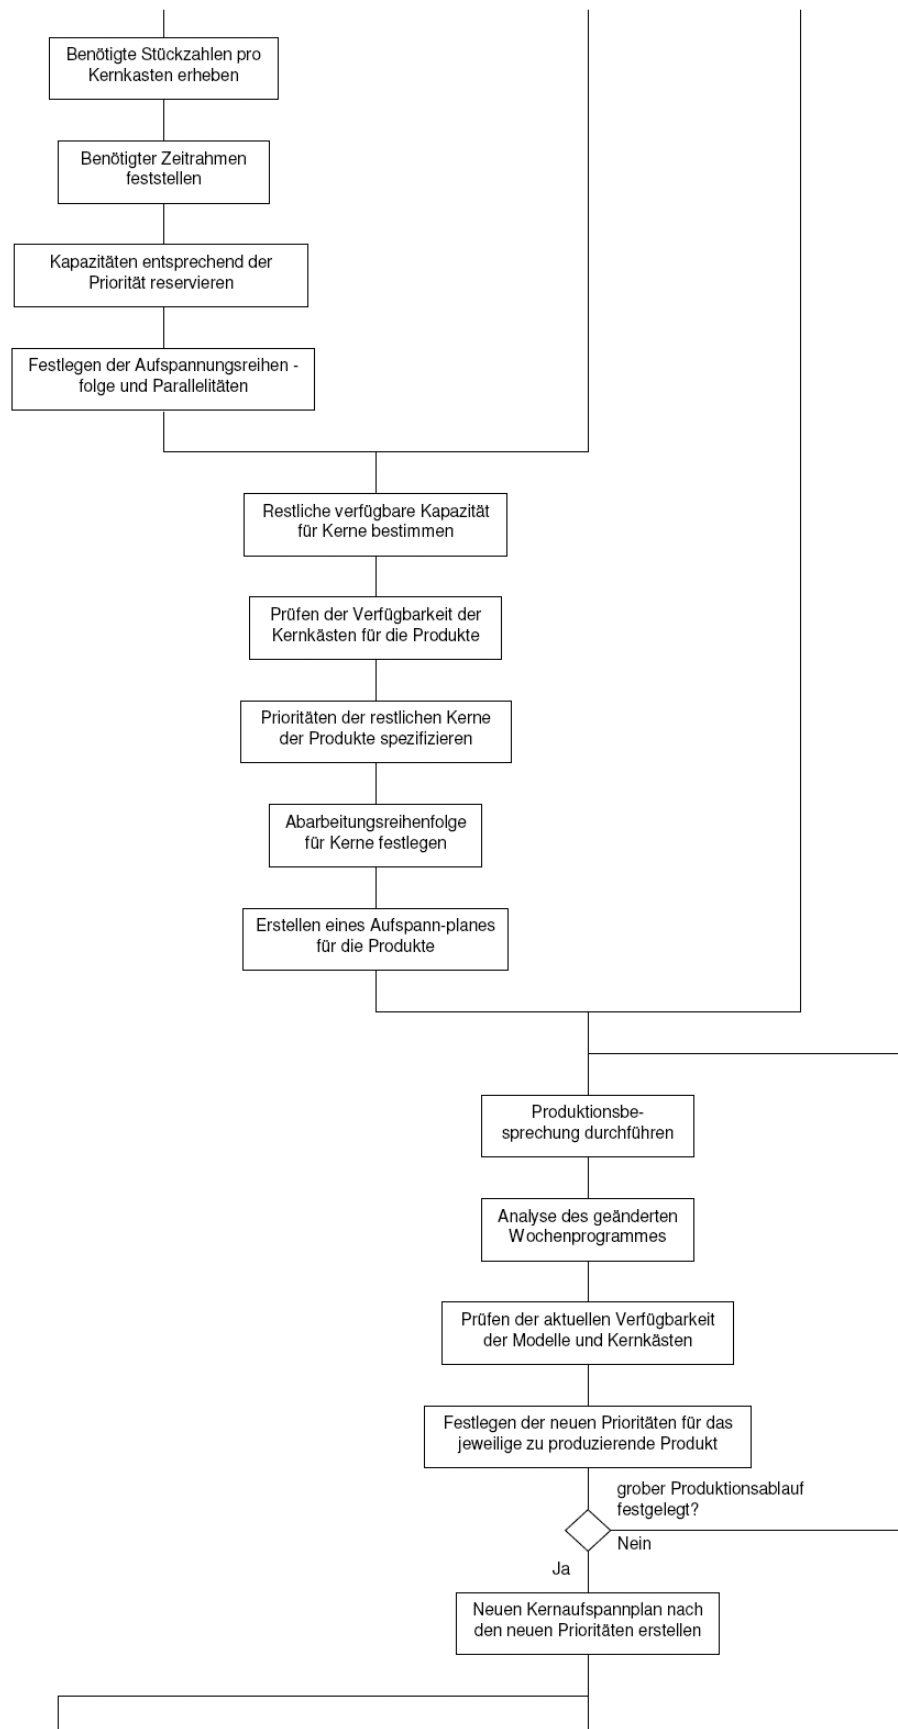 Benötigte Stückzahlen pro
Kernkasten erheben
Benötigter Zeitrahmen
feststellen
Kapazitäten entsprechend der
Priorität reservieren
Festlegen der Aufspannungsreihen -
folge und Parallelitäten
Restliche verfügbare Kapazität
für Kerne bestimmen
Prüfen der Verfügbarkeit der
Kernkästen für die Produkte
Prioritäten der restlichen Kerne
der Produkte spezifizieren
Abarbeitungsreihenfolge
für Kerne festlegen
Erstellen eines Aufspann-planes
für die Produkte
Produktionsbe-
sprechung durchführen
Analyse des geänderten
Wochenprogrammes
Prüfen der aktuellen Verfügbarkeit
der Modelle und Kernkästen
Festlegen der neuen Prioritäten für das
jeweilige zu produzierende Produkt
grober Produktionsablauf
festgelegt?
Nein
Ja
Neuen Kernaufspannplan nach
den neuen Prioritäten erstellen